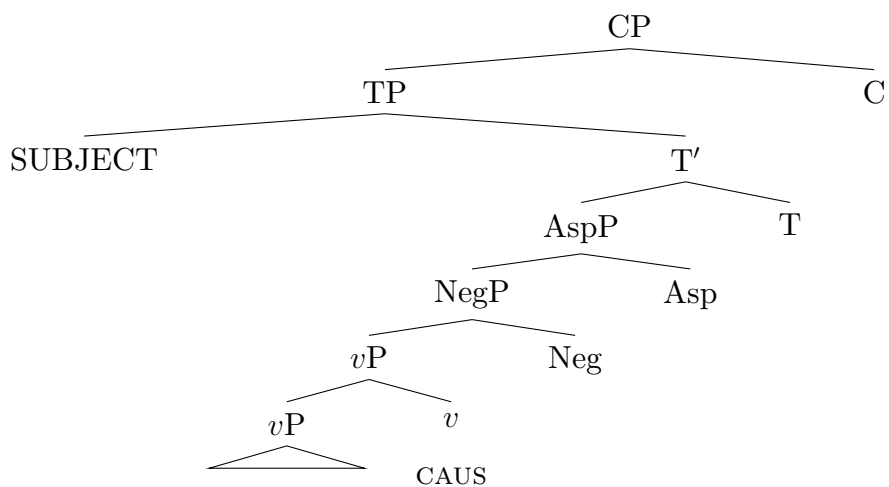 CP
TP C
SUBJECT T′
AspP T
NegP Asp
vP Neg
vP v
CAUS